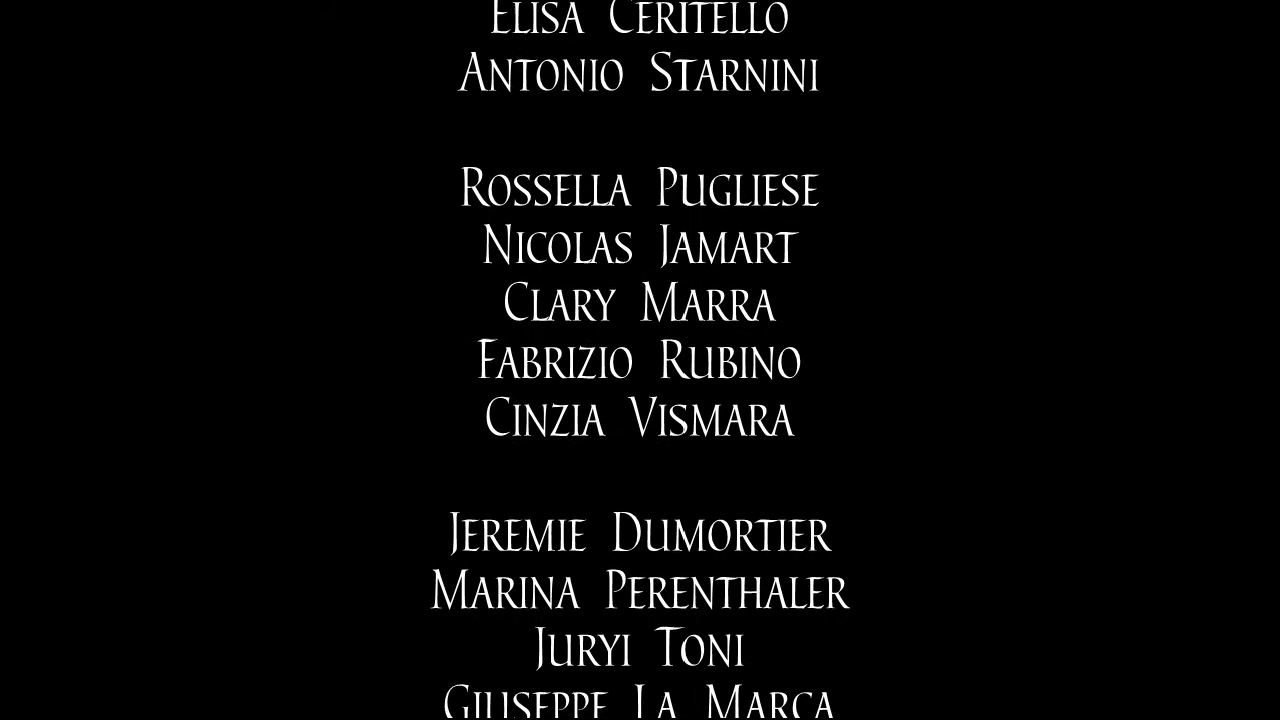 Elisa Ceritello
Antonio Starnini
Rossella Pugliese
Nicolas Jamart
Clary Marra
Fabrizio Rubino
Cinzia Vismara
Jeremie Dumortier
Marina Perenthaler
Juryi Toni
Giuseppe La Marca